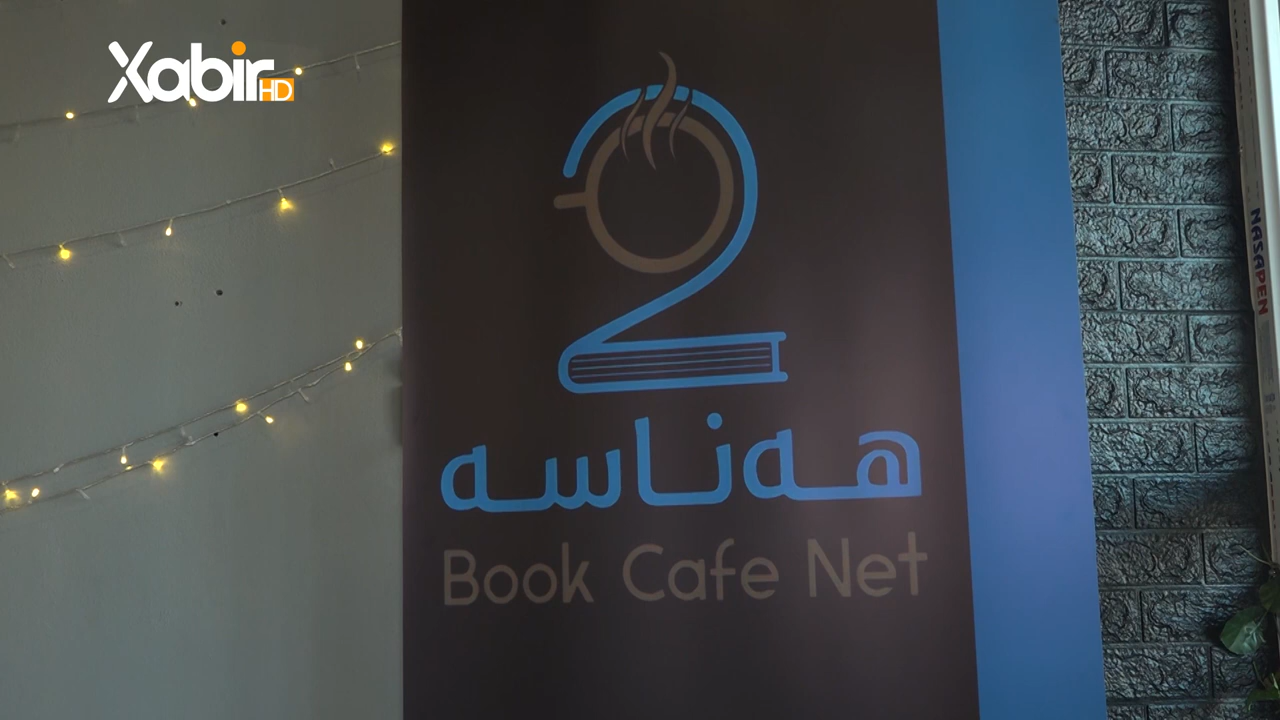 Xabir HD
هەناسە
Book Cafe Net
NASAPEN